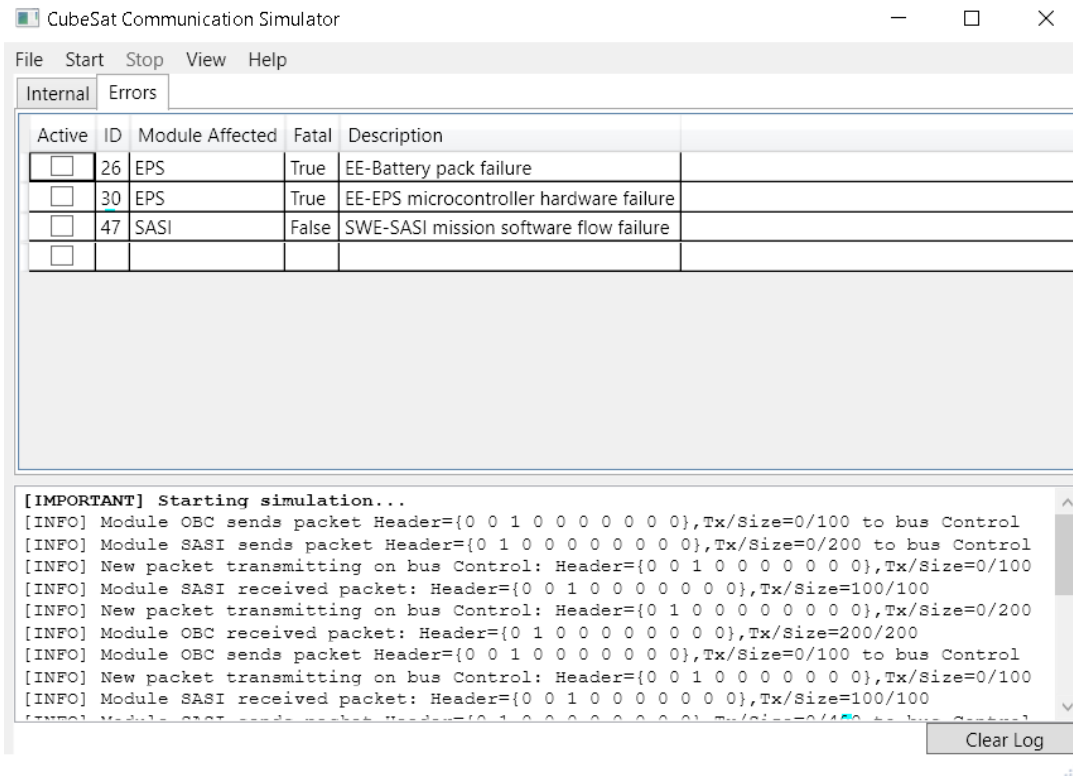 CubeSat Communication Simulator
File Start Stop View Help
Internal Errors
Active ID Module Affected Fatal Description
26 EPS True EE-Battery pack failure
30 EPS True EE-EPS microcontroller hardware failure
47 SASI False SWE-SASI mission software flow failure
[IMPORTANT] Starting simulation...
[INFO] Module OBC sends packet Header={0 0 1 0 0 0 0 0 0 0},Tx/Size=0/100 to bus Control
[INFO] Module SASI sends packet Header={0 1 0 0 0 0 0 0 0 0},Tx/Size=0/200 to bus Control
[INFO] New packet transmitting on bus Control: Header={0 0 1 0 0 0 0 0 0 0},Tx/Size=0/100
[INFO] Module SASI received packet: Header={0 0 1 0 0 0 0 0 0 0},Tx/Size=100/100
[INFO] New packet transmitting on bus Control: Header={0 1 0 0 0 0 0 0 0 0},Tx/Size=0/200
[INFO] Module OBC received packet: Header={0 1 0 0 0 0 0 0 0 0},Tx/Size=200/200
[INFO] Module OBC sends packet Header={0 0 1 0 0 0 0 0 0 0},Tx/Size=0/100 to bus Control
[INFO] New packet transmitting on bus Control: Header={0 0 1 0 0 0 0 0 0 0},Tx/Size=0/100
[INFO] Module SASI received packet: Header={0 0 1 0 0 0 0 0 0 0},Tx/Size=100/100
Clear Log